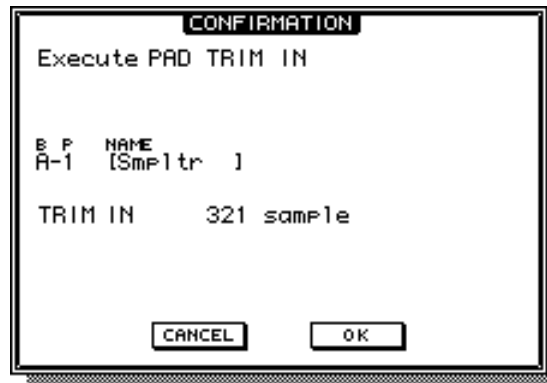 CONFIRMATION
Execute PAD TRIM IN
B P NAME
A-1 [Smpltr ]
TRIM IN 321 sample
CANCEL OK